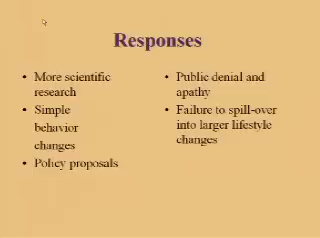 Responses
• More scientific
research
• Simple
behavior
changes
• Policy proposals
• Public denial and
apathy
• Failure to spill-over
into larger lifestyle
changes